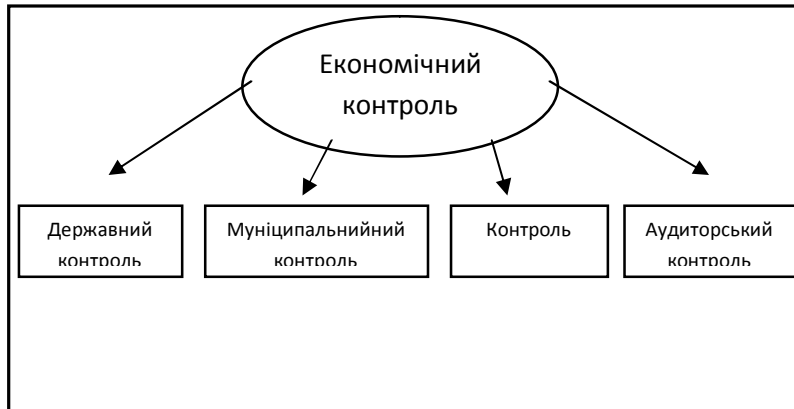 Економічний
контроль
Державний
контроль
Муніципальнийний
контроль
Контроль
Аудиторський
контроль